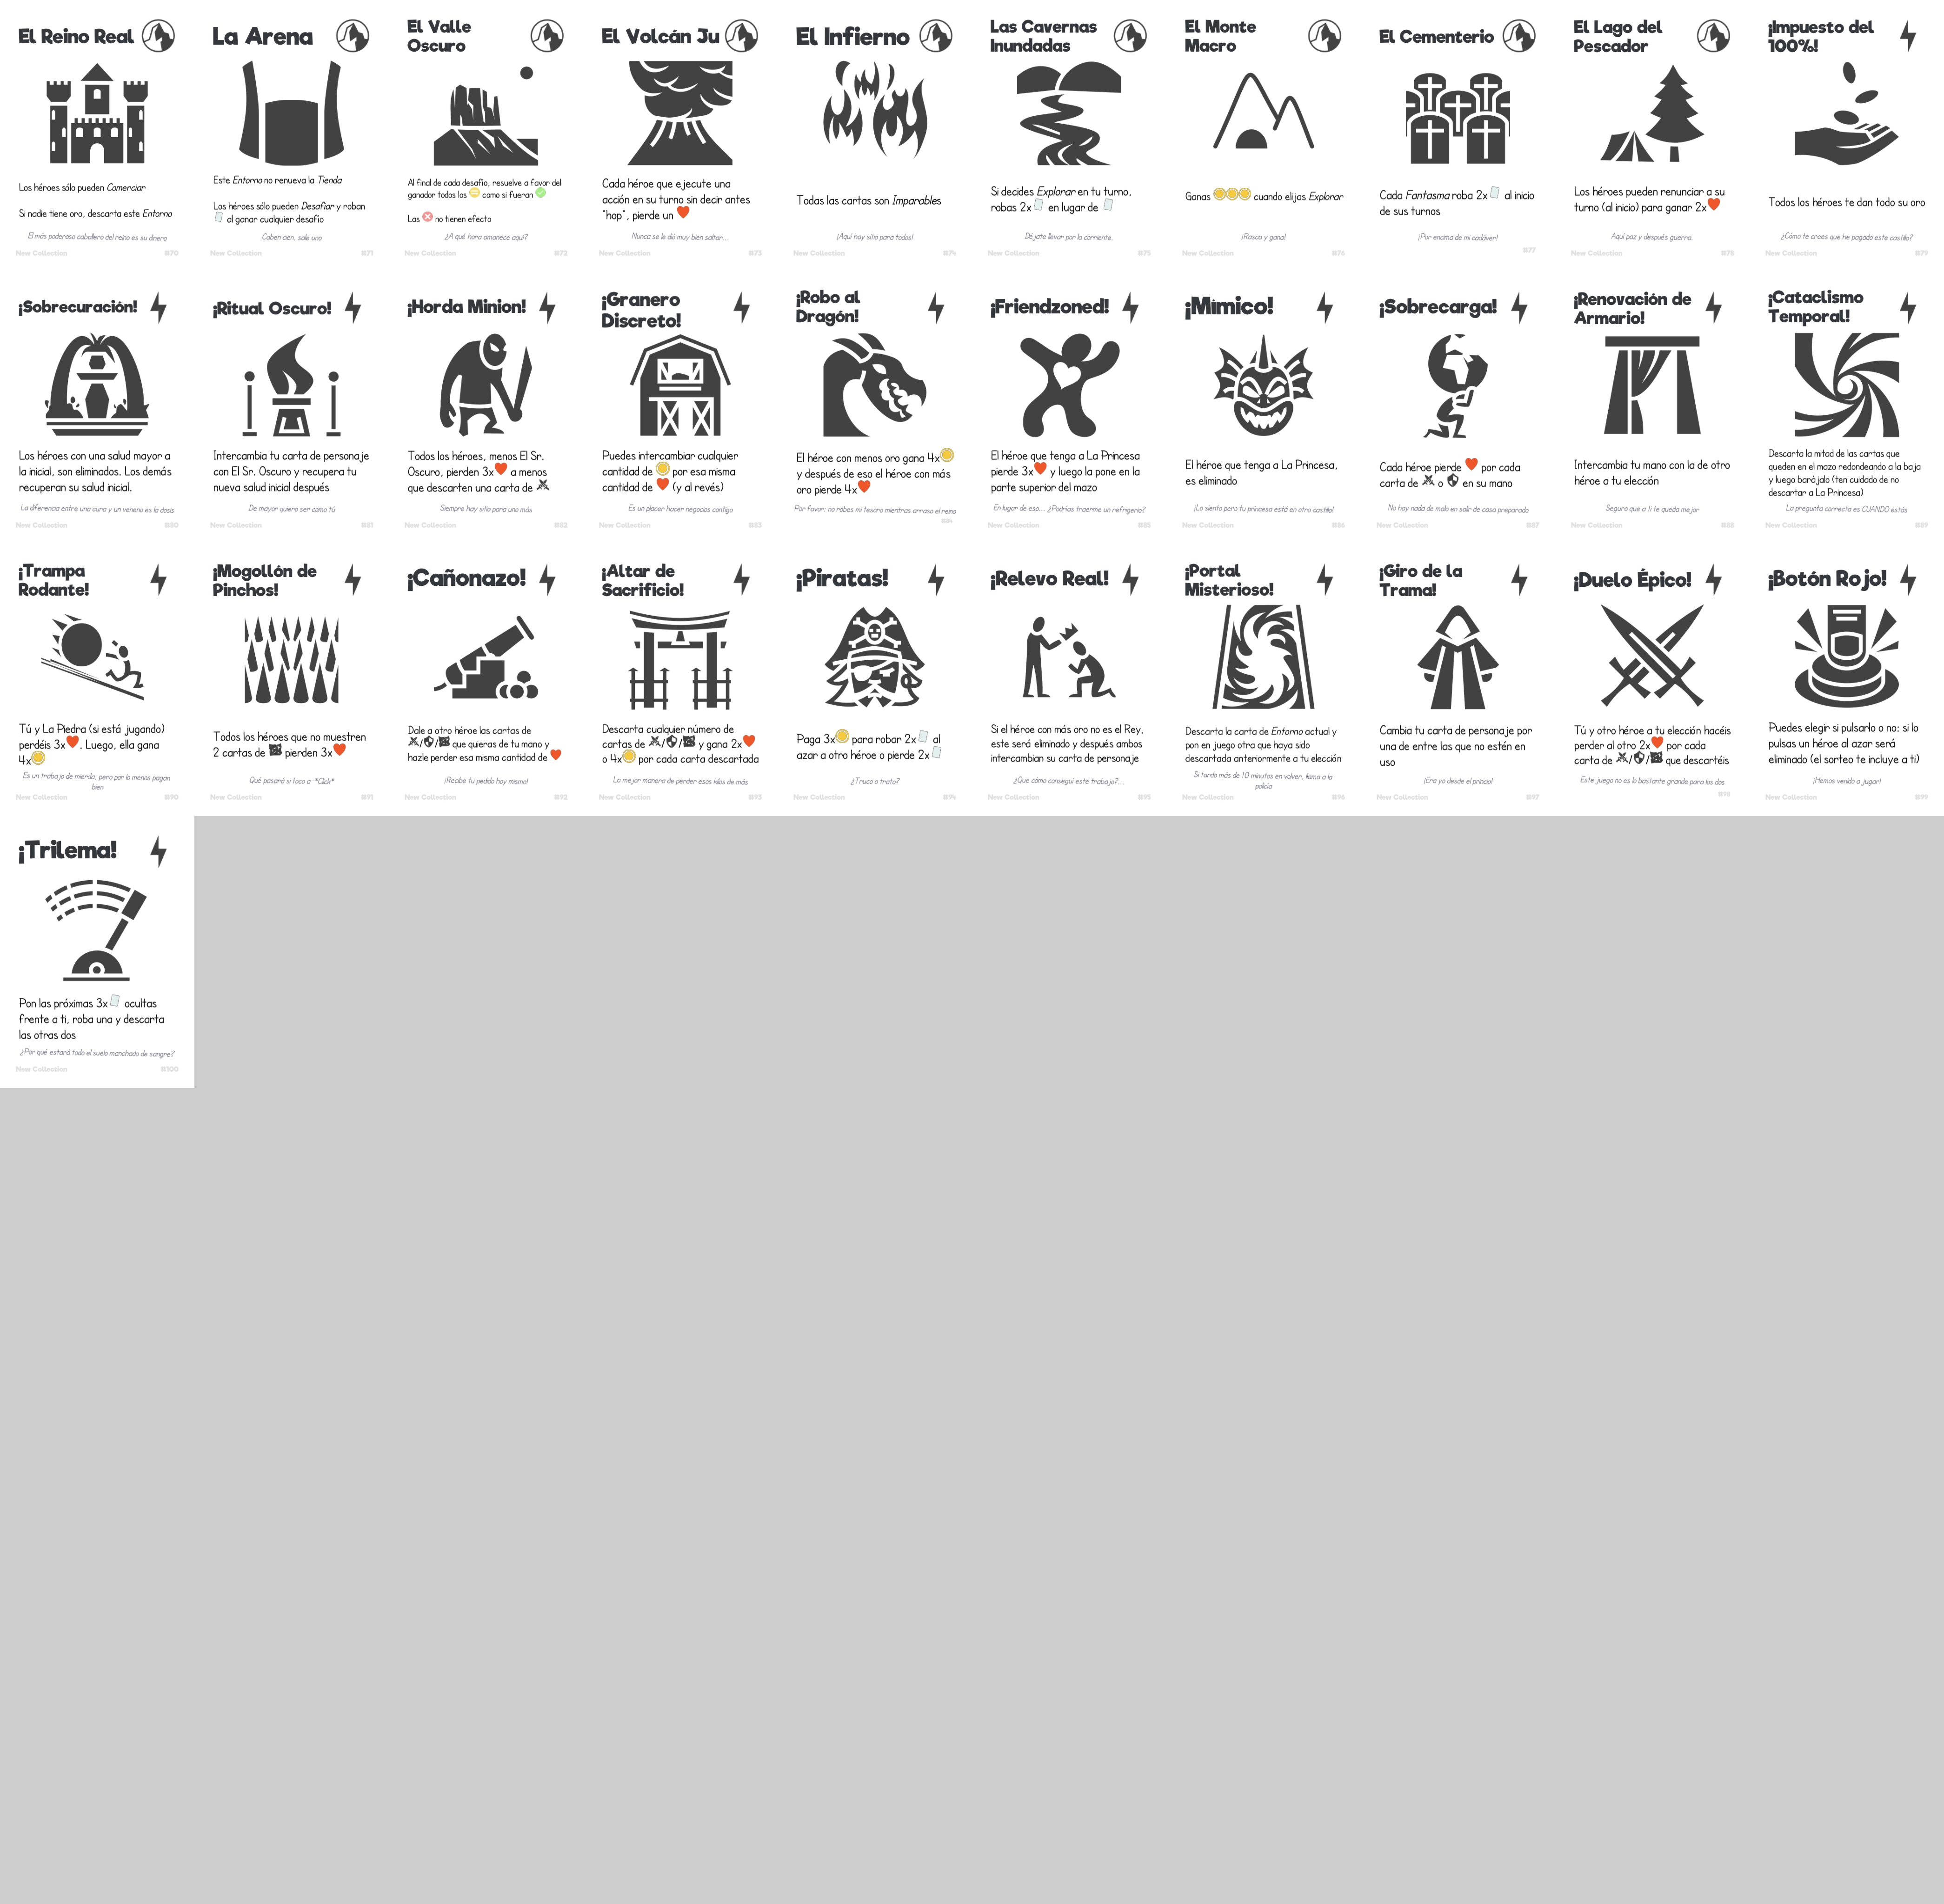 El Reino Real
Los héroes sólo pueden Comerciar
Si nadie tiene oro, descarta este Entorno
El más poderoso caballero del reino es su dinero
New Collection #70
La Arena
Este Entorno no renueva la Tienda
Los héroes sólo pueden Desafiar y roban
al ganar cualquier desafío
Caben cien, sale uno
New Collection #71
El Valle
Oscuro
Al final de cada desafío, resuelve a favor del
ganador todos los como si fueran
Las no tienen efecto
¿A qué hora amanece aquí?
New Collection #72
El Volcán Ju
Cada héroe que ejecute una
acción en su turno sin decir antes
"hop", pierde un
Nunca se le dió muy bien saltar...
New Collection #73
El Infierno
Todas las cartas son Imparables
¡Aquí hay sitio para todos!
New Collection #74
Las Cavernas
Inundadas
Si decides Explorar en tu turno,
robas 2x en lugar de
Déjate llevar por la corriente.
New Collection #75
El Monte
Macro
Ganas cuando elijas Explorar
¡Rasca y gana!
New Collection #76
El Cementerio
Cada Fantasma roba 2x al inicio
de sus turnos
¡Por encima de mi cadáver!
New Collection #77
El Lago del
Pescador
Los héroes pueden renunciar a su
turno (al inicio) para ganar 2x
Aquí paz y después guerra.
New Collection #78
¡Impuesto del
100%!
Todos los héroes te dan todo su oro
¿Cómo te crees que he pagado este castillo?
New Collection #79
¡Sobrecuración!
Los héroes con una salud mayor a
la inicial, son eliminados. Los demás
recuperan su salud inicial.
La diferencia entre una cura y un veneno es la dosis
New Collection #80
¡Ritual Oscuro!
Intercambia tu carta de personaje
con El Sr. Oscuro y recupera tu
nueva salud inicial después
De mayor quiero ser como tú
New Collection #81
¡Horda Minion!
Todos los héroes, menos El Sr.
Oscuro, pierden 3x a menos
que descarten una carta de
Siempre hay sitio para uno más
New Collection #82
¡Granero
Discreto!
Puedes intercambiar cualquier
cantidad de por esa misma
cantidad de (y al revés)
Es un placer hacer negocios contigo
New Collection #83
¡Robo al
Dragón!
El héroe con menos oro gana 4x
y después de eso el héroe con más
oro pierde 4x
Por favor: no robes mi tesoro mientras arraso el reino
New Collection #84
¡Friendzoned!
El héroe que tenga a La Princesa
pierde 3x y luego la pone en la
parte superior del mazo
En lugar de eso... ¿Podrías traerme un refrigerio?
New Collection #85
¡Mímico!
El héroe que tenga a La Princesa,
es eliminado
¡Lo siento pero tu princesa está en otro castillo!
New Collection #86
¡Sobrecarga!
Cada héroe pierde por cada
carta de o en su mano
No hay nada de malo en salir de casa preparado
New Collection #87
¡Renovación de
Armario!
Intercambia tu mano con la de otro
héroe a tu elección
Seguro que a ti te queda mejor
New Collection #88
¡Cataclismo
Temporal!
Descarta la mitad de las cartas que
queden en el mazo redondeando a la baja
y luego barájalo (ten cuidado de no
descartar a La Princesa)
La pregunta correcta es CUANDO estás
New Collection #89
¡Trampa
Rodante!
Tú y La Piedra (si está jugando)
perdéis 3x. Luego, ella gana
4x
Es un trabajo de mierda, pero por lo menos pagan
bien
New Collection #90
¡Mogollón de
Pinchos!
Todos los héroes que no muestren
2 cartas de pierden 3x
Qué pasará si toco a-*Click*
New Collection #91
¡Cañonazo!
Dale a otro héroe las cartas de
/ / que quieras de tu mano y
hazle perder esa misma cantidad de
¡Recibe tu pedido hoy mismo!
New Collection #92
¡Altar de
Sacrificio!
Descarta cualquier número de
cartas de / / y gana 2x
o 4x por cada carta descartada
La mejor manera de perder esos kilos de más
New Collection #93
¡Piratas!
Paga 3x para robar 2x al
azar a otro héroe o pierde 2x
¿Truco o trato?
New Collection #94
¡Relevo Real!
Si el héroe con más oro no es el Rey,
este será eliminado y después ambos
intercambian su carta de personaje
¿Que cómo conseguí este trabajo?...
New Collection #95
¡Portal
Misterioso!
Descarta la carta de Entorno actual y
pon en juego otra que haya sido
descartada anteriormente a tu elección
Si tardo más de 10 minutos en volver, llama a la
policía
New Collection #96
¡Giro de la
Trama!
Cambia tu carta de personaje por
una de entre las que no estén en
uso
¡Era yo desde el principio!
New Collection #97
¡Duelo Épico!
Tú y otro héroe a tu elección hacéis
perder al otro 2x por cada
carta de / / que descartéis
Este juego no es lo bastante grande para los dos
New Collection #98
¡Botón Rojo!
Puedes elegir si pulsarlo o no: si lo
pulsas un héroe al azar será
eliminado (el sorteo te incluye a ti)
¡Hemos venido a jugar!
New Collection #99
¡Trilema!
Pon las próximas 3x ocultas
frente a ti, roba una y descarta
las otras dos
¿Por qué estará todo el suelo manchado de sangre?
New Collection #100